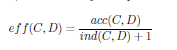 eff(C, D) = acc(C, D) / ind(C, D) + 1